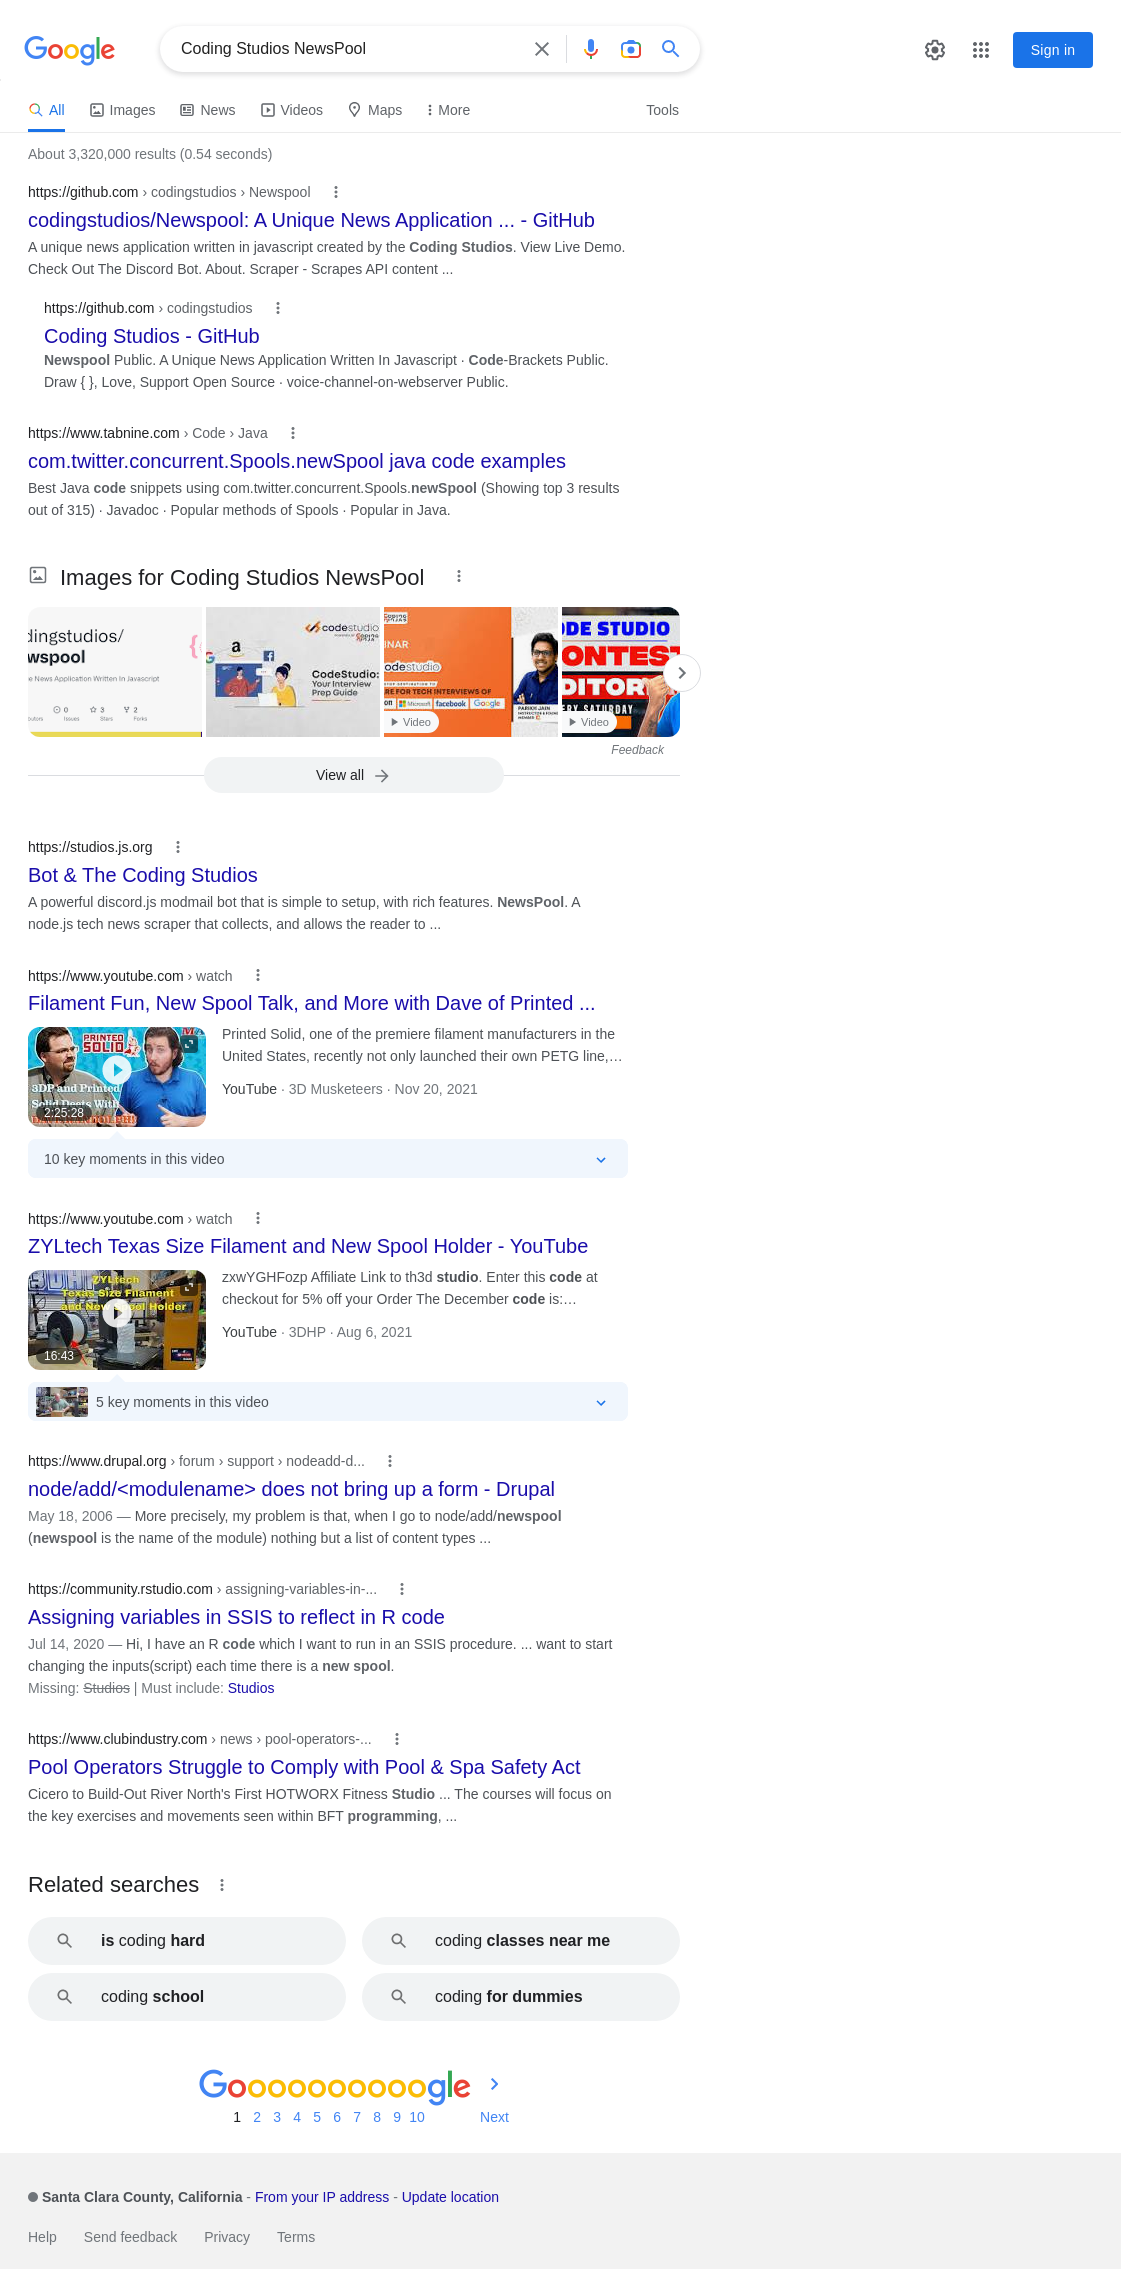 Google
Coding Studios NewsPool
Sign in
All
Images
News
Videos
Maps
More
Tools
About 3,320,000 results (0.54 seconds)
https://github.com › codingstudios › Newspool
codingstudios/Newspool: A Unique News Application ... - GitHub
A unique news application written in javascript created by the Coding Studios. View Live Demo.
Check Out The Discord Bot. About. Scraper - Scrapes API content ...
https://github.com › codingstudios
Coding Studios - GitHub
Newspool Public. A Unique News Application Written In Javascript · Code-Brackets Public.
Draw { }, Love, Support Open Source · voice-channel-on-webserver Public.
https://www.tabnine.com › Code › Java
com.twitter.concurrent.Spools.newSpool java code examples
Best Java code snippets using com.twitter.concurrent.Spools.newSpool (Showing top 3 results
out of 315) · Javadoc · Popular methods of Spools · Popular in Java.
Images for Coding Studios NewsPool
dingstudios/
wspool
e News Application Written In Javascript
0
3
2
Issues
Stars
Forks
codestudio
CodeStudio:
Your Interview
Prep Guide
INAR
codestudio
RE FOR TECH INTERVIEWS OF
on Microsoft facebook Google
PARIKH JAIN
Video
ODE STUDIO
CONTEST
EDITOR
ERY SATURDAY
Video
Feedback
View all
https://studios.js.org
Bot & The Coding Studios
A powerful discord.js modmail bot that is simple to setup, with rich features. NewsPool. A
node.js tech news scraper that collects, and allows the reader to ...
https://www.youtube.com › watch
Filament Fun, New Spool Talk, and More with Dave of Printed ...
PRINTED
SOLID
3DP and Printed
Solid Deets With
2:25:28
Printed Solid, one of the premiere filament manufacturers in the
United States, recently not only launched their own PETG line,…
YouTube · 3D Musketeers · Nov 20, 2021
10 key moments in this video
https://www.youtube.com › watch
ZYLtech Texas Size Filament and New Spool Holder - YouTube
ZYLtech
Texas Size Filament
and New Spool Holder
16:43
zxwYGHFozp Affiliate Link to th3d studio. Enter this code at
checkout for 5% off your Order The December code is:…
YouTube · 3DHP · Aug 6, 2021
5 key moments in this video
https://www.drupal.org › forum › support › nodeadd-d...
node/add/<modulename> does not bring up a form - Drupal
May 18, 2006 — More precisely, my problem is that, when I go to node/add/newspool
(newspool is the name of the module) nothing but a list of content types ...
https://community.rstudio.com › assigning-variables-in-...
Assigning variables in SSIS to reflect in R code
Jul 14, 2020 — Hi, I have an R code which I want to run in an SSIS procedure. ... want to start
changing the inputs(script) each time there is a new spool.
Missing: Studios | Must include: Studios
https://www.clubindustry.com › news › pool-operators-...
Pool Operators Struggle to Comply with Pool & Spa Safety Act
Cicero to Build-Out River North's First HOTWORX Fitness Studio ... The courses will focus on
the key exercises and movements seen within BFT programming, ...
Related searches
is coding hard
coding classes near me
coding school
coding for dummies
Goooooooooogle
1 2 3 4 5 6 7 8 9 10 Next
Santa Clara County, California - From your IP address - Update location
Help Send feedback Privacy Terms